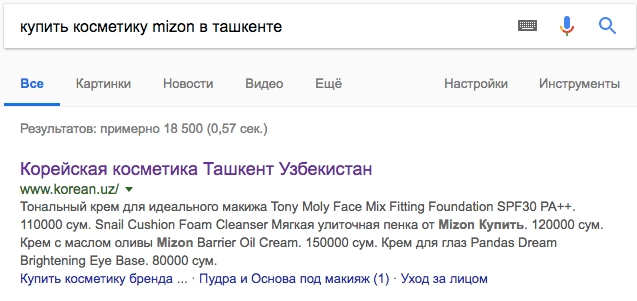 купить косметику mizon в ташкенте
Все Картинки Новости Видео Ещё Настройки Инструменты
Результатов: примерно 18 500 (0,57 сек.)
Корейская косметика Ташкент Узбекистан
www.korean.uz/
Тональный крем для идеального макижа Tony Moly Face Mix Fitting Foundation SPF30 PA++.
110000 сум. Snail Cushion Foam Cleanser Мягкая улиточная пенка от Mizon Купить. 120000 сум.
Крем с маслом оливы Mizon Barrier Oil Cream. 150000 сум. Крем для глаз Pandas Dream
Brightening Eye Base. 80000 сум.
Купить косметику бренда ... · Пудра и Основа под макияж (1) · Уход за лицом